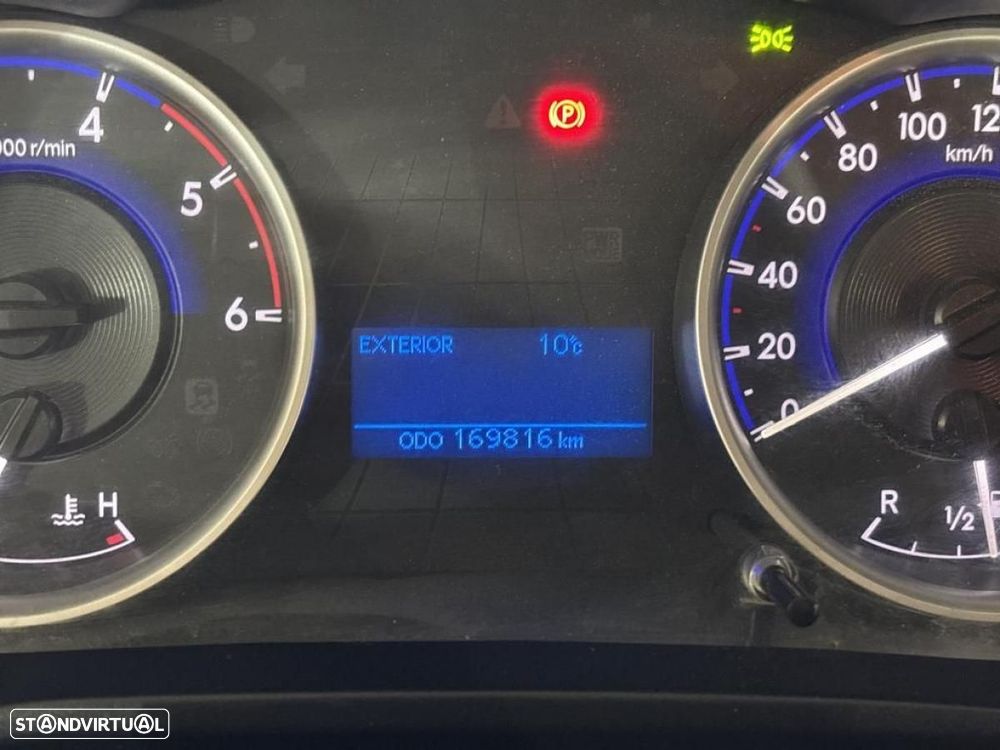 4
000 r/min
5
6
H
P
EXTERIOR 10°c
ODO 169816 km
0
20
40
60
80
100
12
km/h
R
1/2
STANDVIRTUAL